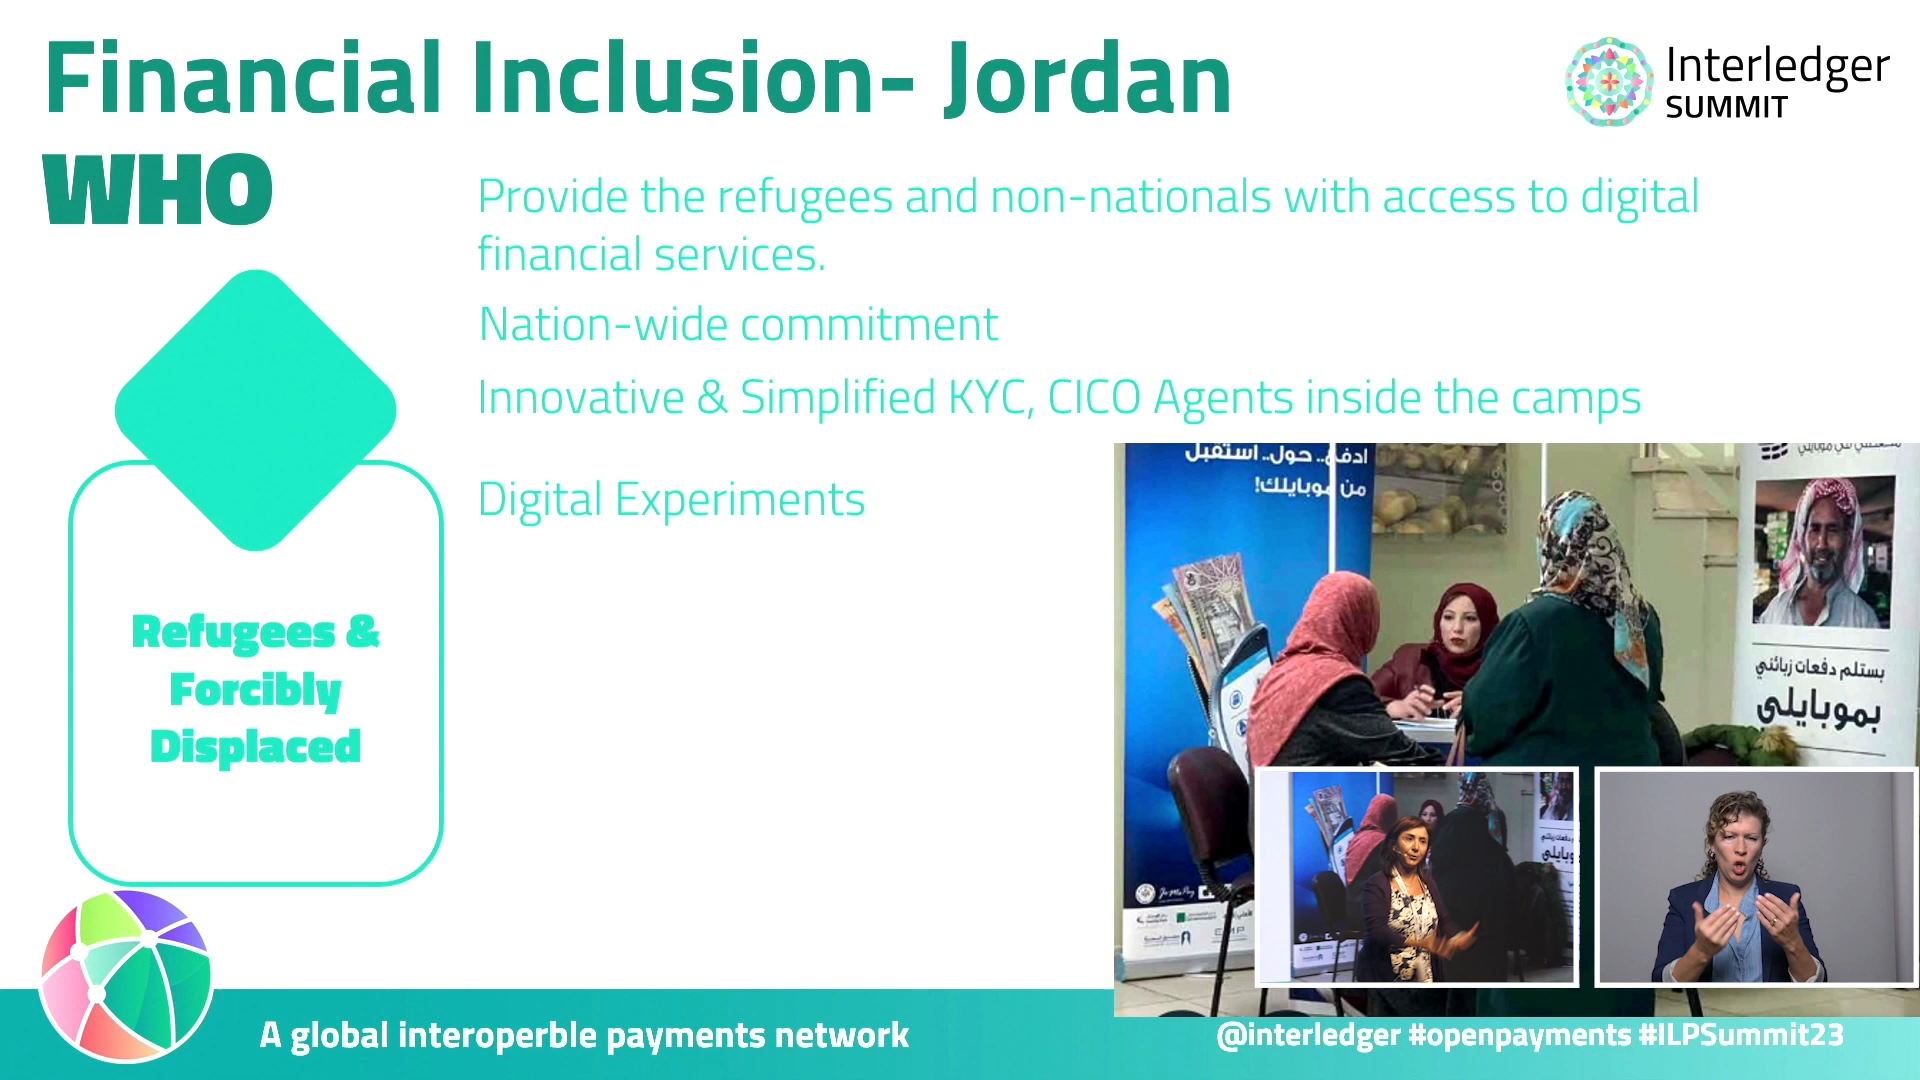 Financial Inclusion- Jordan
Interledger
SUMMIT
WHO
Provide the refugees and non-nationals with access to digital
financial services.
Nation-wide commitment
Innovative & Simplified KYC, CICO Agents inside the camps
Digital Experiments
Refugees &
Forcibly
Displaced
ادفع.. حول.. استقبل
من موبايلك!
بستلم دفعات زبائني
بموبايلي
A global interoperble payments network
@interledger #openpayments #ILPSummit23